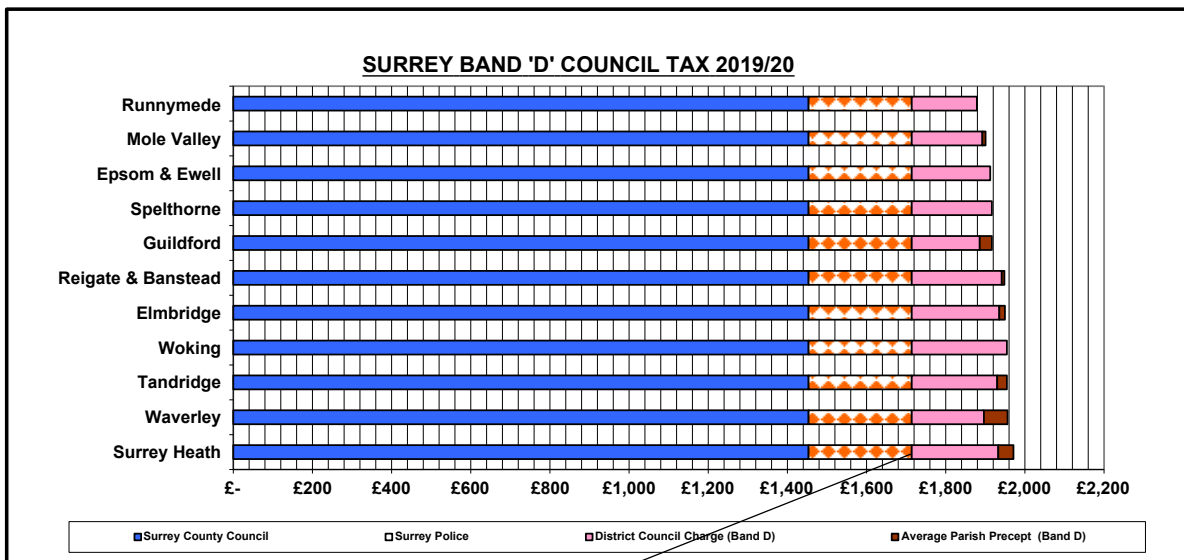 SURREY BAND 'D' COUNCIL TAX 2019/20
Runnymede
Mole Valley
Epsom & Ewell
Spelthorne
Guildford
Reigate & Banstead
Elmbridge
Woking
Tandridge
Waverley
Surrey Heath
£- £200 £400 £600 £800 £1,000 £1,200 £1,400 £1,600 £1,800 £2,000 £2,200
Surrey County Council Surrey Police District Council Charge (Band D) Average Parish Precept (Band D)